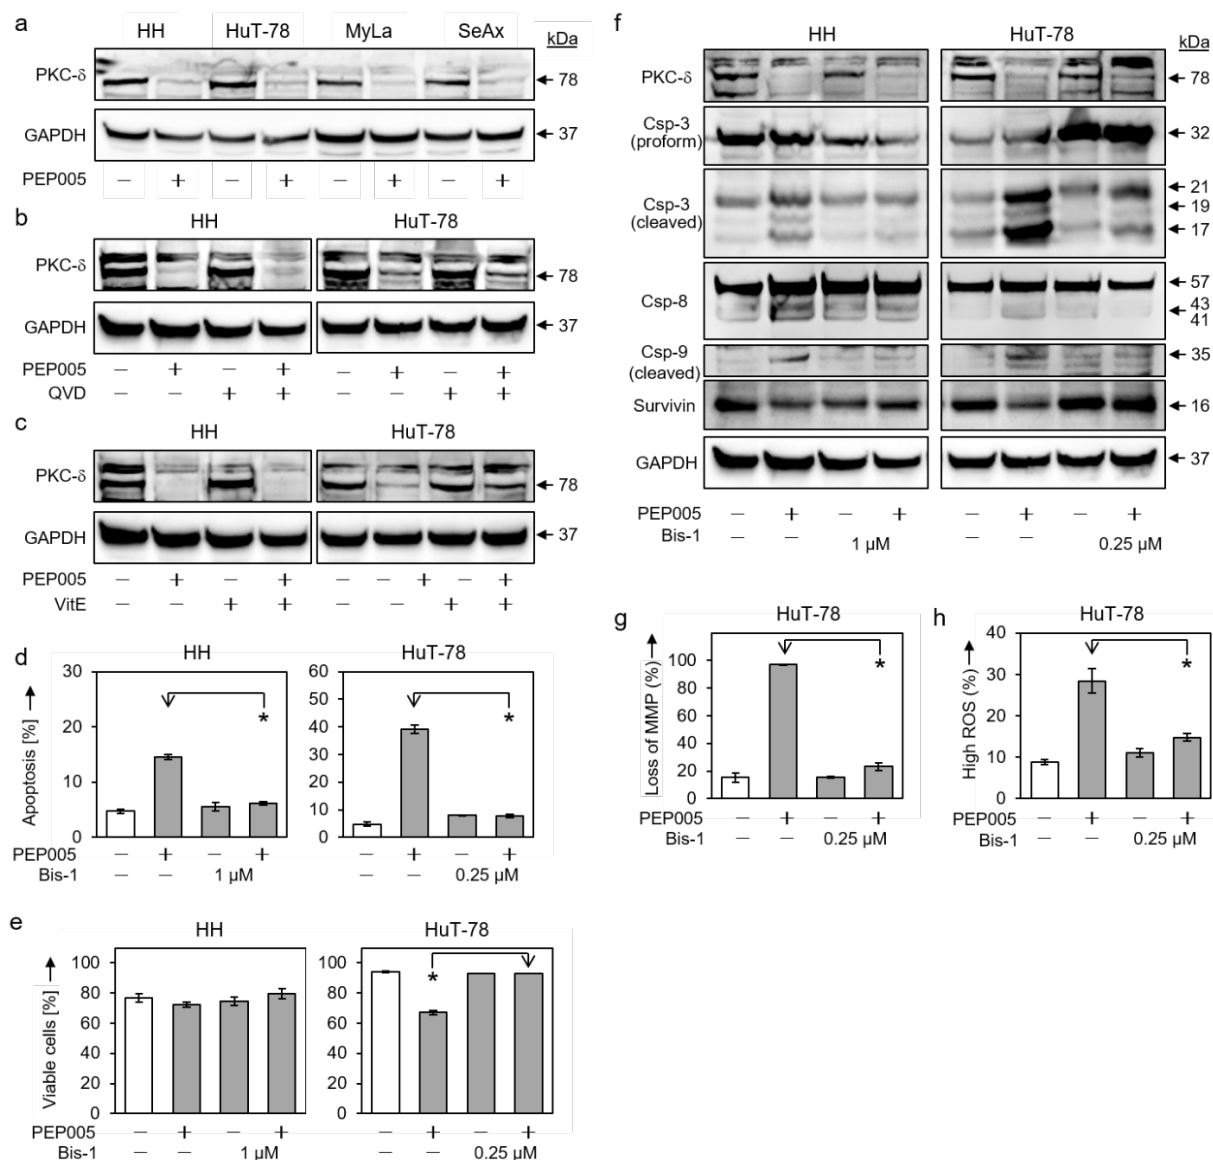 a
HH HuT-78 MyLa SeAx kDa
PKC-δ 78
GAPDH 37
PEP005 – + – + – + – +
b
HH HuT-78
PKC-δ 78
GAPDH 37
PEP005 – + – + – + – +
QVD – – + + – – + +
c
HH HuT-78
PKC-δ 78
GAPDH 37
PEP005 – + – + – + – +
VitE – – + + – – + +
d
HH HuT-78
Apoptosis [%]
30
20
10
0
60
50
40
30
20
10
0
PEP005 – + – + – + – +
Bis-1 – – 1 µM – – 0.25 µM
*
*
e
HH HuT-78
Viable cells [%]
100
80
60
40
20
0
100
80
60
40
20
0
*
PEP005 – + – + – + – +
Bis-1 – – 1 µM – – 0.25 µM
f
HH HuT-78 kDa
PKC-δ 78
Csp-3
(proform) 32
Csp-3
(cleaved)
21
19
17
Csp-8
57
43
41
Csp-9
(cleaved) 35
Survivin 16
GAPDH 37
PEP005 – + – + – + – +
Bis-1 – – 1 µM – – 0.25 µM
g
HuT-78
Loss of MMP (%)
100
80
60
40
20
0
*
PEP005 – + – +
Bis-1 – – 0.25 µM
h
HuT-78
High ROS (%)
40
30
20
10
0
*
PEP005 – + – +
Bis-1 – – 0.25 µM